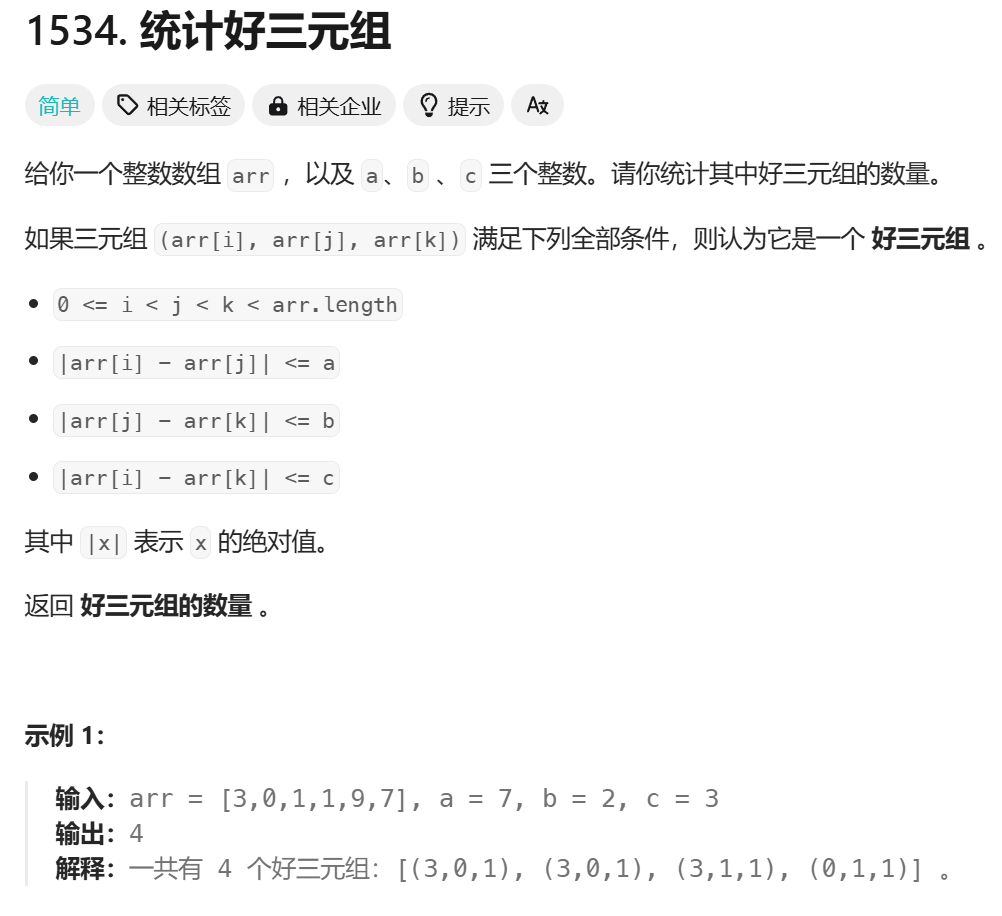 1534. 统计好三元组
简单 相关标签 相关企业 提示 A文
给你一个整数数组 arr ，以及 a、b 、c 三个整数。请你统计其中好三元组的数量。
如果三元组 (arr[i], arr[j], arr[k]) 满足下列全部条件，则认为它是一个 好三元组 。
• 0 <= i < j < k < arr.length
• |arr[i] - arr[j]| <= a
• |arr[j] - arr[k]| <= b
• |arr[i] - arr[k]| <= c
其中 |x| 表示 x 的绝对值。
返回 好三元组的数量 。
示例 1：
输入：arr = [3,0,1,1,9,7], a = 7, b = 2, c = 3
输出：4
解释：一共有 4 个好三元组：[(3,0,1), (3,0,1), (3,1,1), (0,1,1)] 。